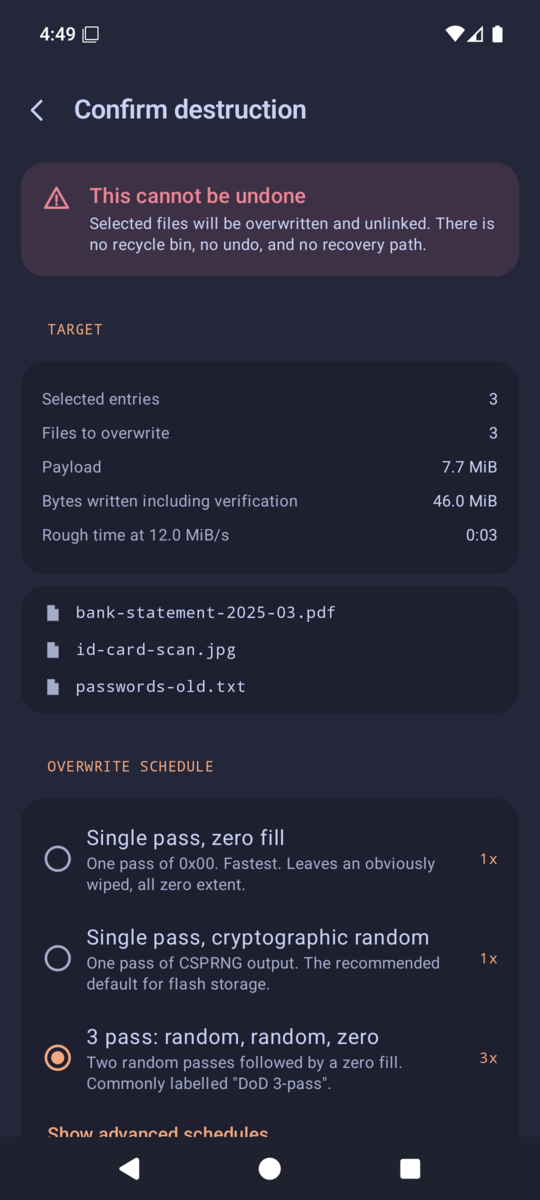 4:49
Confirm destruction
This cannot be undone
Selected files will be overwritten and unlinked. There is
no recycle bin, no undo, and no recovery path.
TARGET
Selected entries 3
Files to overwrite 3
Payload 7.7 MiB
Bytes written including verification 46.0 MiB
Rough time at 12.0 MiB/s 0:03
bank-statement-2025-03.pdf
id-card-scan.jpg
passwords-old.txt
OVERWRITE SCHEDULE
Single pass, zero fill
One pass of 0x00. Fastest. Leaves an obviously
wiped, all zero extent.
1x
Single pass, cryptographic random
One pass of CSPRNG output. The recommended
default for flash storage.
1x
3 pass: random, random, zero
Two random passes followed by a zero fill.
Commonly labelled "DoD 3-pass".
3x
Show advanced schedules